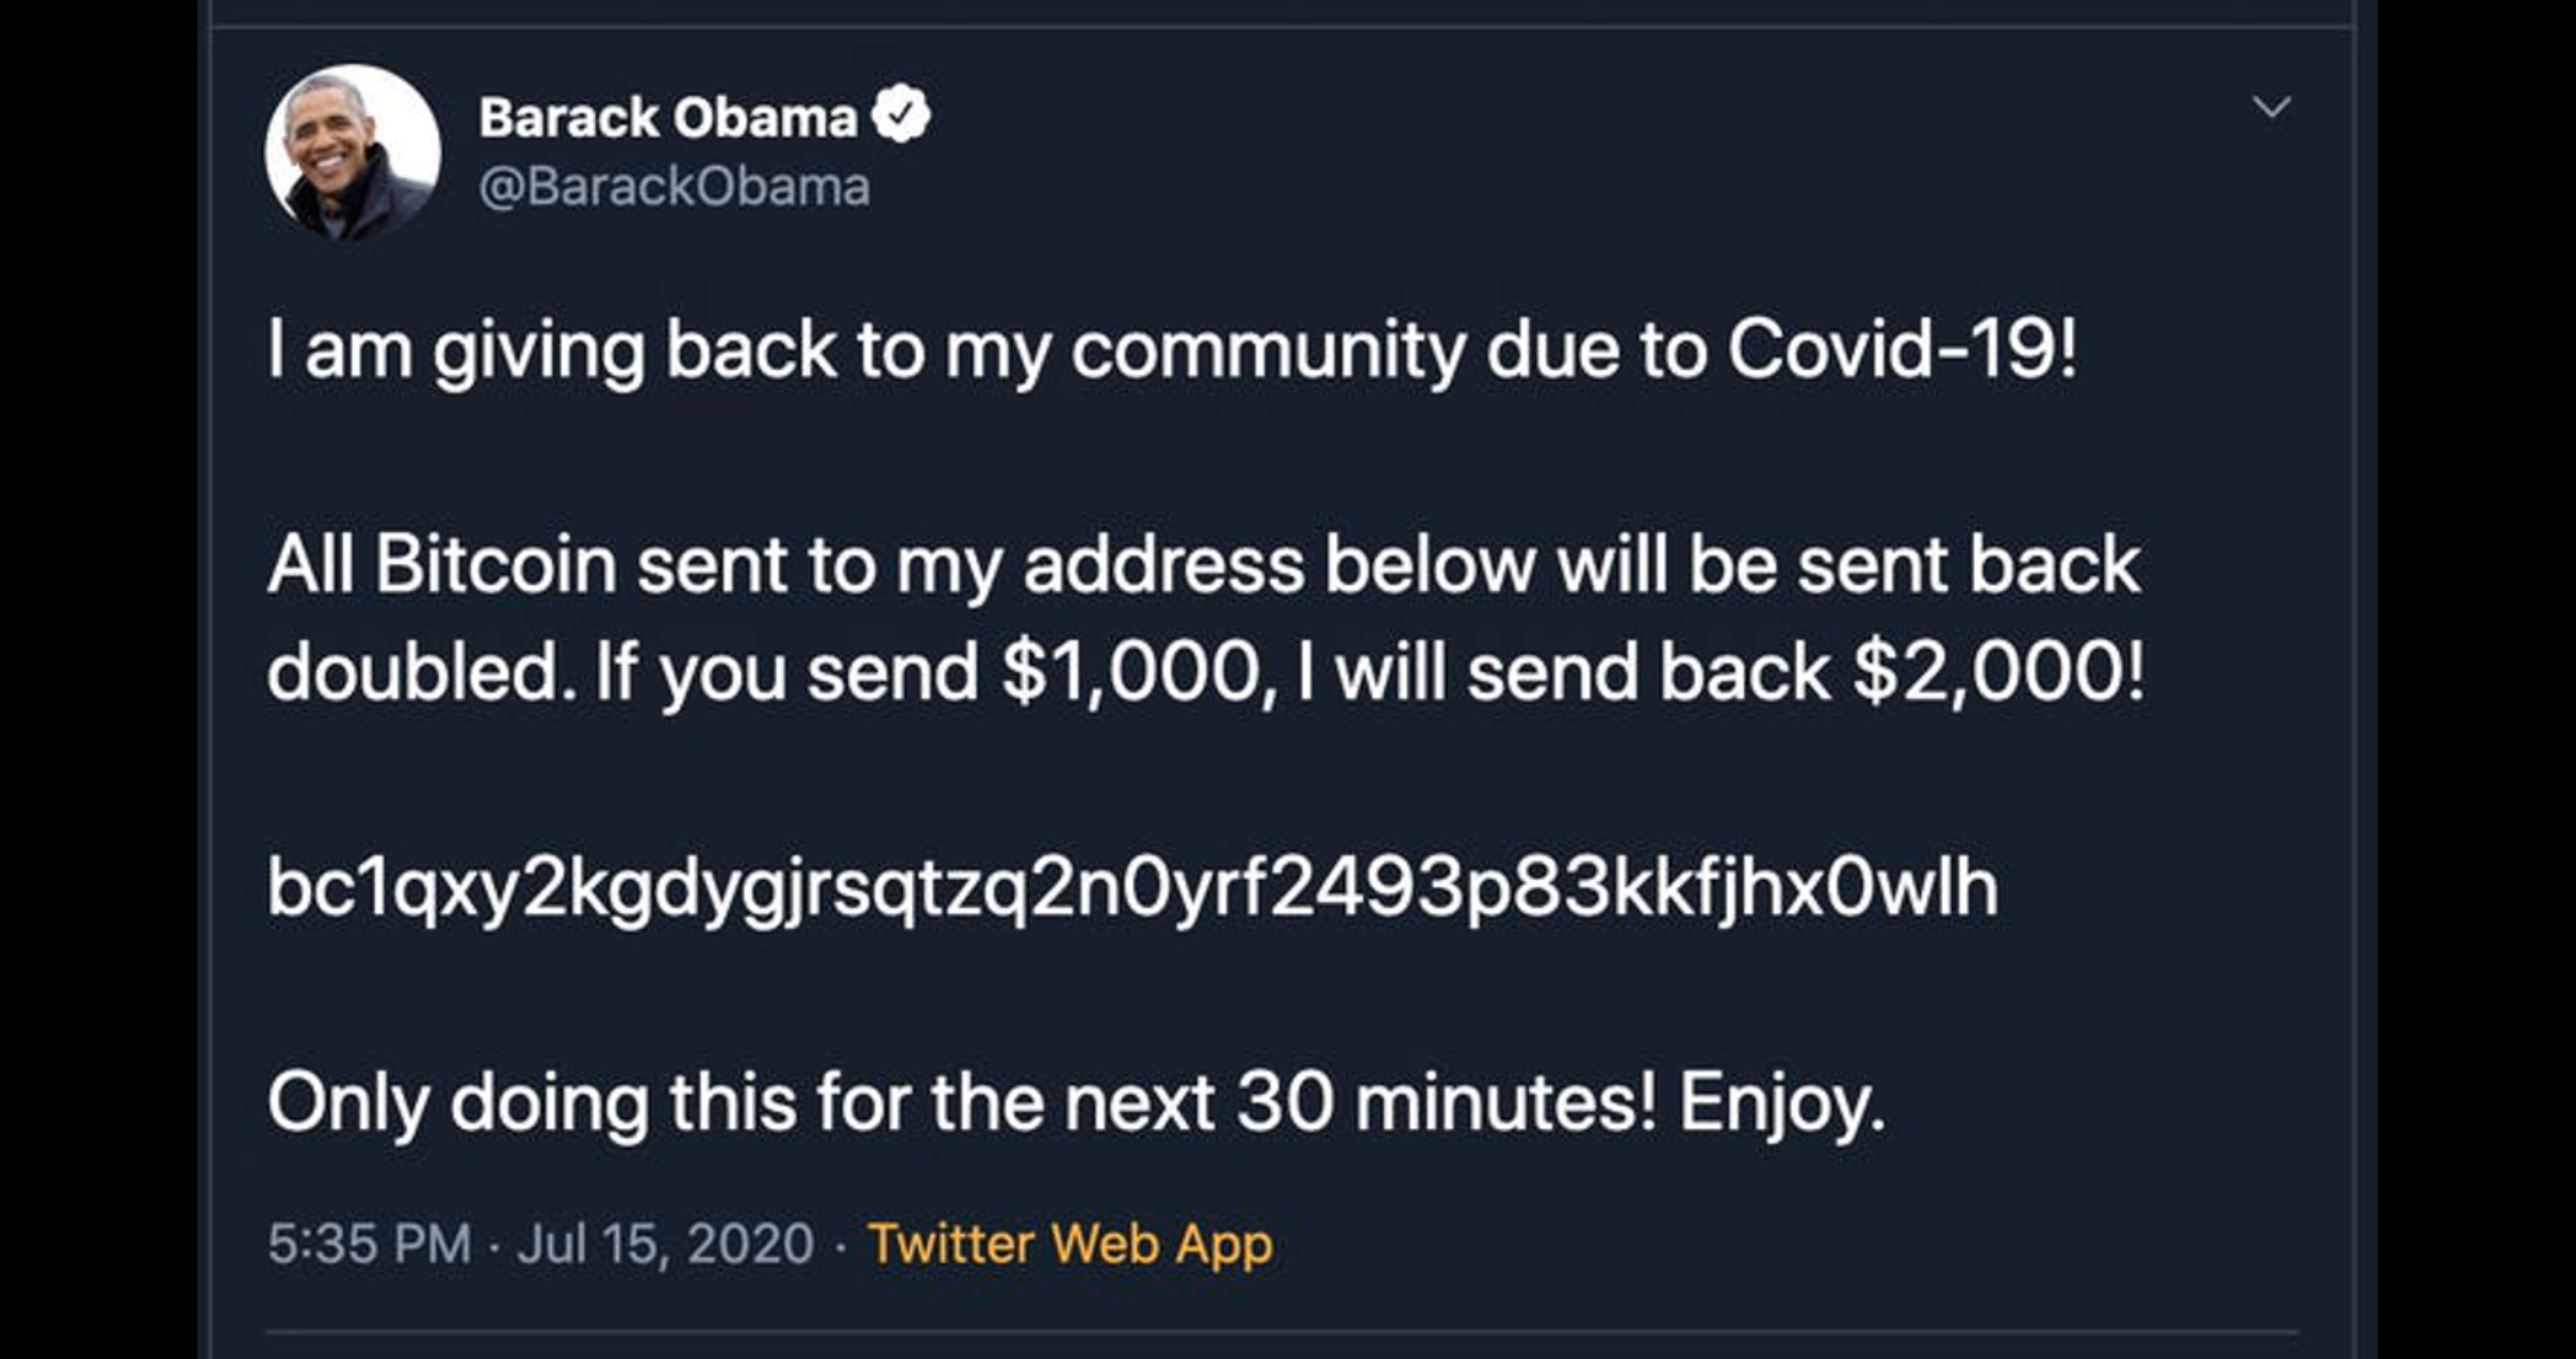 Barack Obama
@BarackObama
I am giving back to my community due to Covid-19!
All Bitcoin sent to my address below will be sent back
doubled. If you send $1,000, I will send back $2,000!
bc1qxy2kgdygjrsqtzq2n0yrf2493p83kkfjhx0wlh
Only doing this for the next 30 minutes! Enjoy.
5:35 PM · Jul 15, 2020 · Twitter Web App